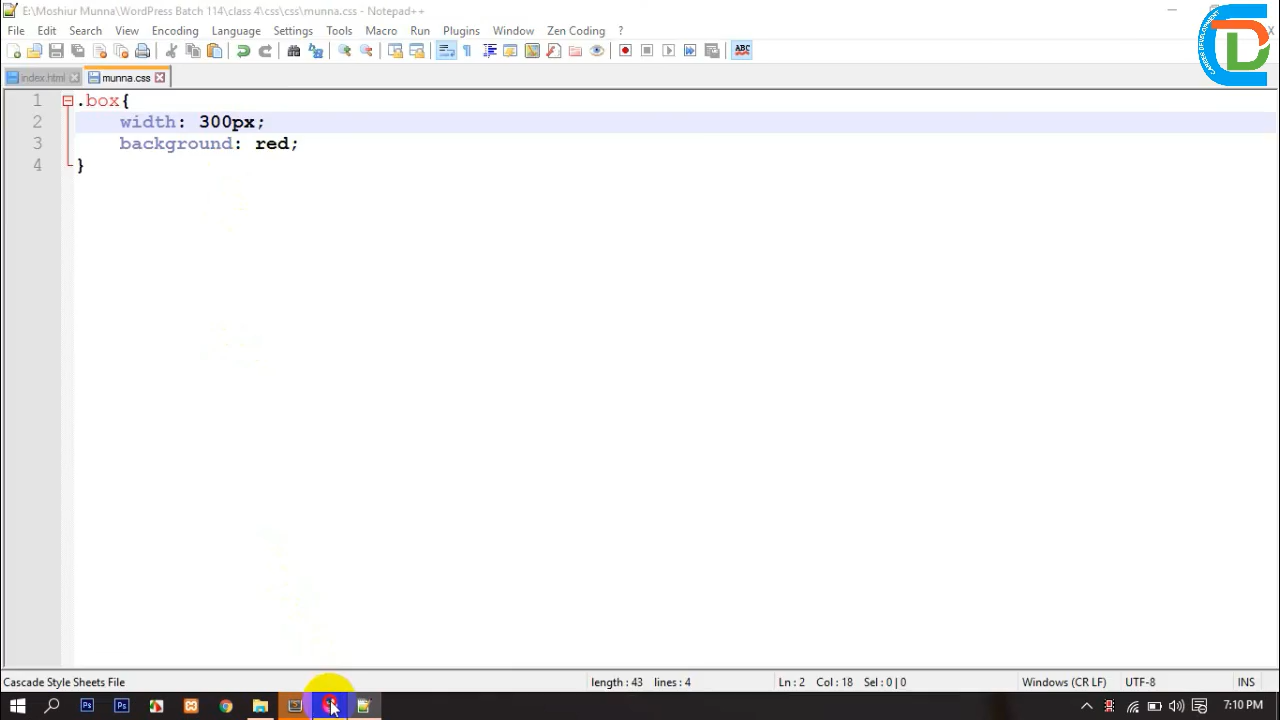 E:\Moshiur Munna\WordPress Batch 114\class 4\css\css\munna.css - Notepad++
File Edit Search View Encoding Language Settings Tools Macro Run Plugins Window Zen Coding ?
ABC
index.html munna.css
1 .box{
2 width: 300px;
3 background: red;
4 }
Cascade Style Sheets File length: 43 lines: 4 Ln: 2 Col: 18 Sel: 0 | 0 Windows (CR LF) UTF-8 INS
Ps Ps 7:10 PM